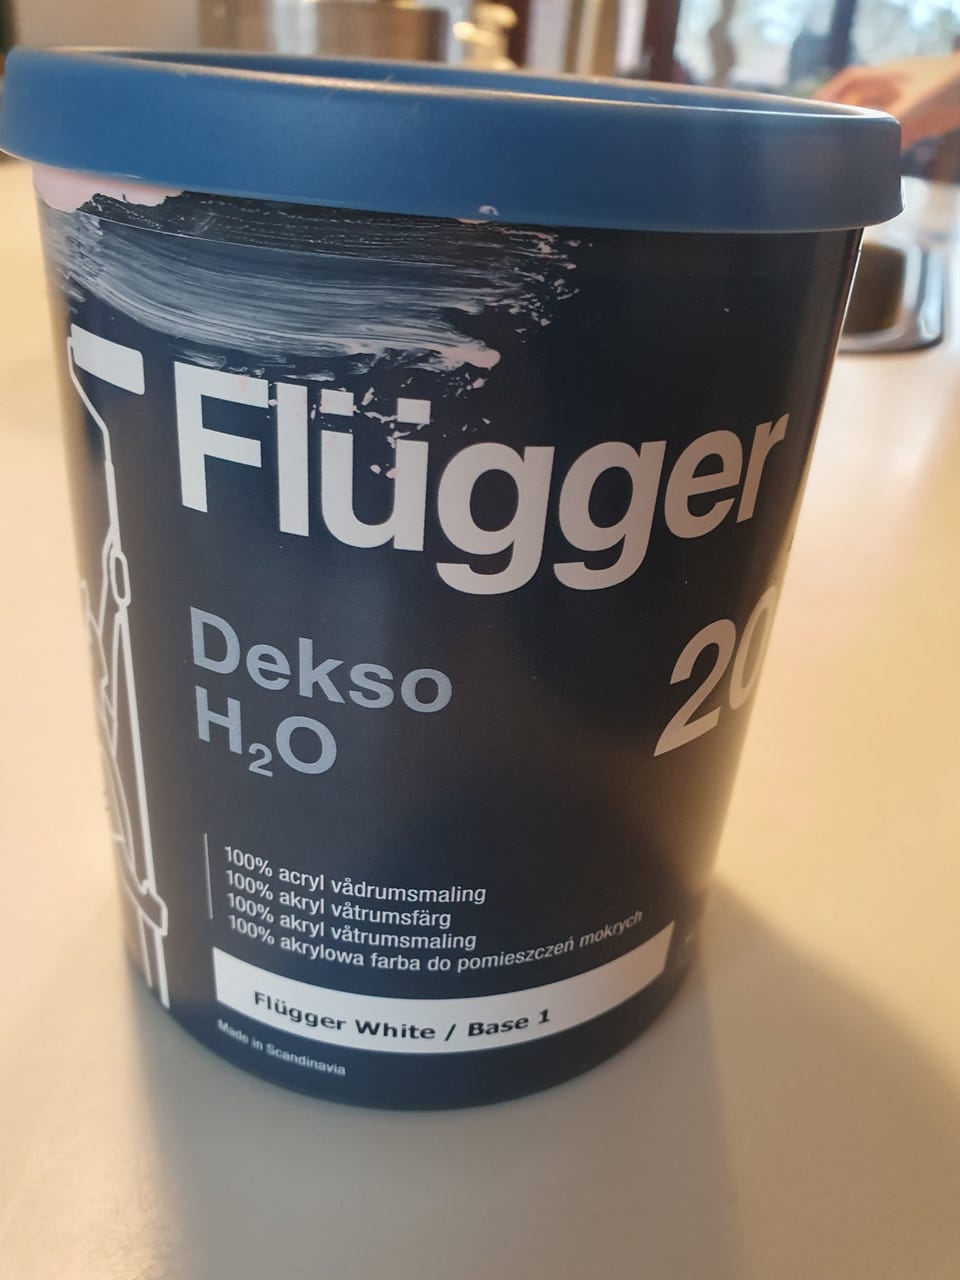 Flügger
Dekso
H₂O
20
100% acryl vådrumsmaling
100% akryl våtrumsfärg
100% akryl våtrumsmaling
100% akrylowa farba do pomieszczeń mokrych
Flügger White / Base 1
Made in Scandinavia